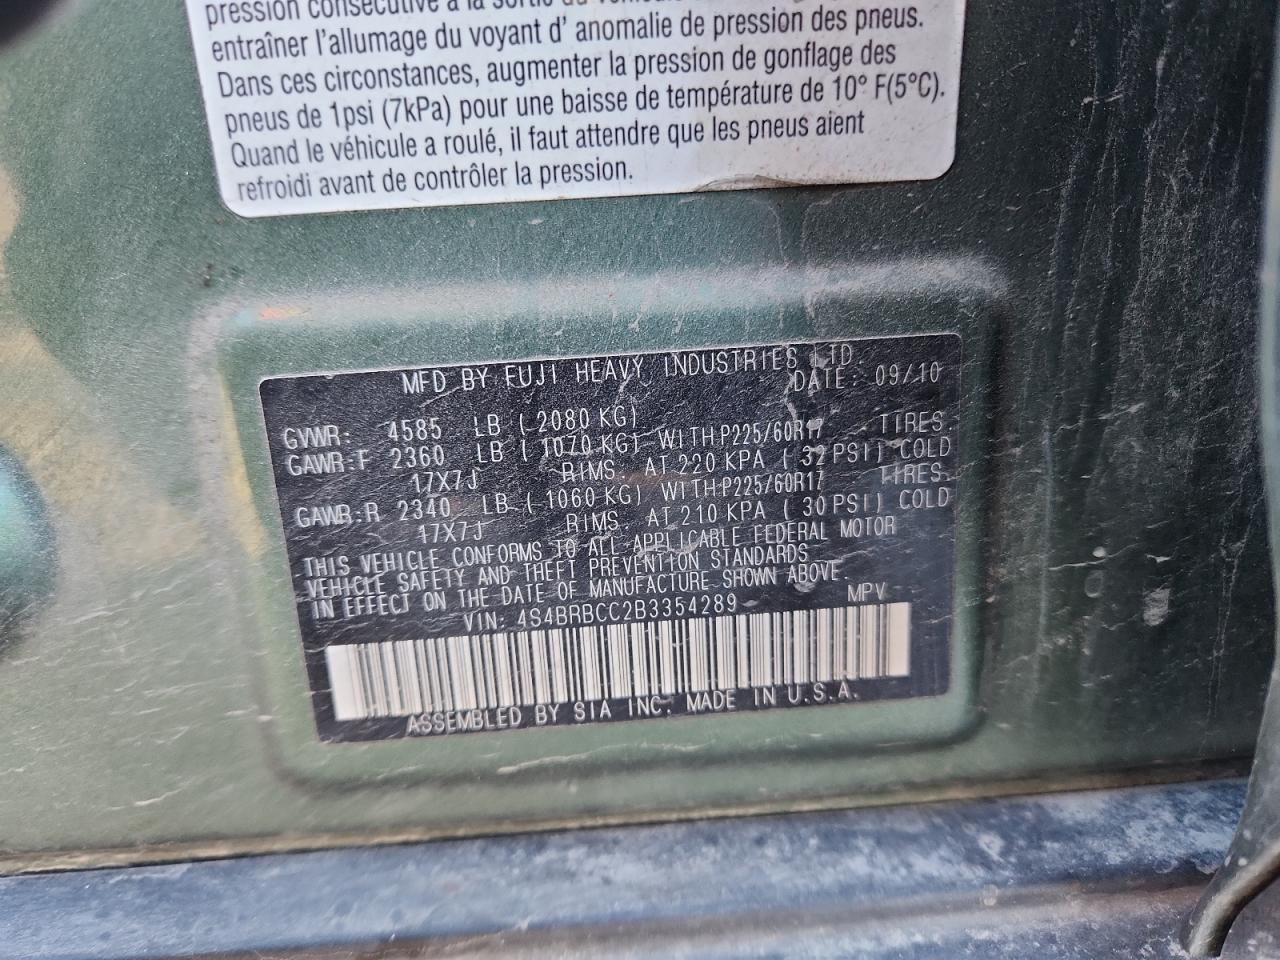 pression consécutive à la sortie du véhicule
entraîner l'allumage du voyant d' anomalie de pression des pneus.
Dans ces circonstances, augmenter la pression de gonflage des
pneus de 1psi (7kPa) pour une baisse de température de 10° F(5°C).
Quand le véhicule a roulé, il faut attendre que les pneus aient
refroidi avant de contrôler la pression.
MFD BY FUJI HEAVY INDUSTRIES LTD
DATE: 09/10
GVWR: 4585 LB ( 2080 KG)
GAWR:F 2360 LB ( 1070 KG) WITH P225/60R17 TIRES.
17X7J RIMS. AT 220 KPA ( 32 PSI) COLD
GAWR:R 2340 LB ( 1060 KG) WITH P225/60R17 TIRES.
17X7J RIMS. AT 210 KPA ( 30 PSI) COLD
THIS VEHICLE CONFORMS TO ALL APPLICABLE FEDERAL MOTOR
VEHICLE SAFETY AND THEFT PREVENTION STANDARDS
IN EFFECT ON THE DATE OF MANUFACTURE SHOWN ABOVE.
VIN: 4S4BRBCC2B3354289 MPV
ASSEMBLED BY SIA INC. MADE IN U.S.A.